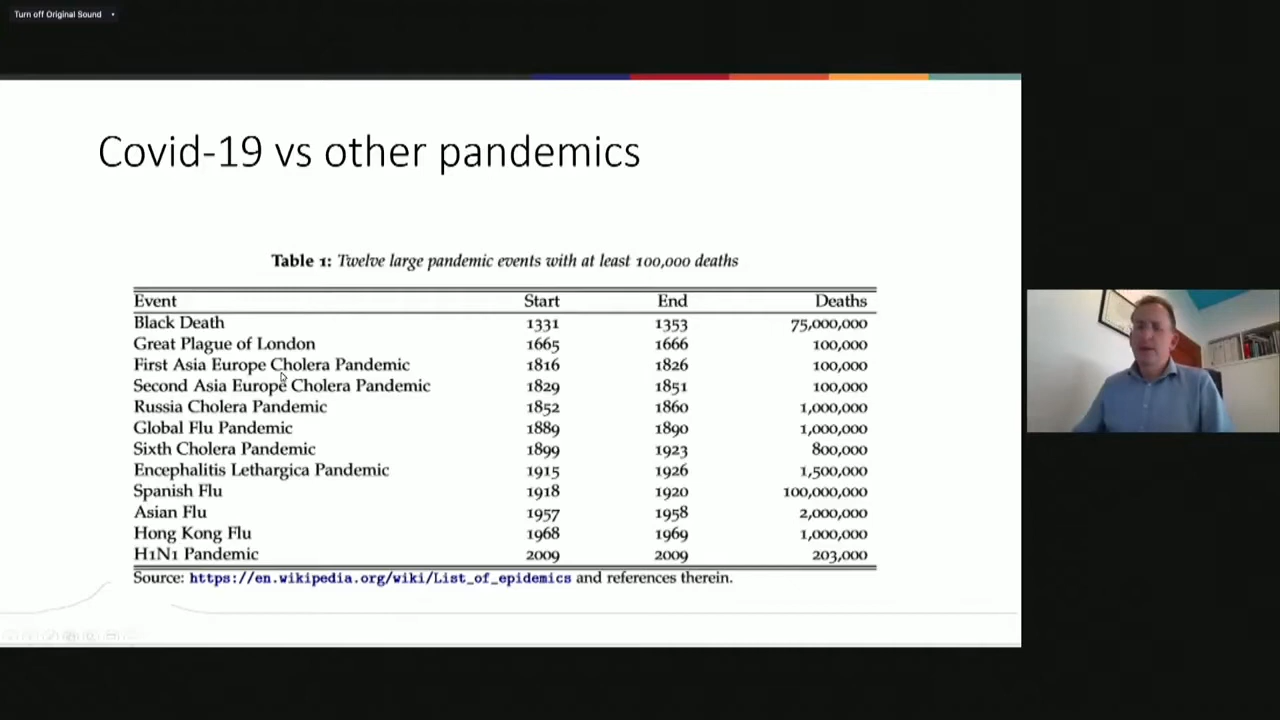 Turn off Original Sound
Covid-19 vs other pandemics
Table 1: Twelve large pandemic events with at least 100,000 deaths
Event Start End Deaths
Black Death 1331 1353 75,000,000
Great Plague of London 1665 1666 100,000
First Asia Europe Cholera Pandemic 1816 1826 100,000
Second Asia Europe Cholera Pandemic 1829 1851 100,000
Russia Cholera Pandemic 1852 1860 1,000,000
Global Flu Pandemic 1889 1890 1,000,000
Sixth Cholera Pandemic 1899 1923 800,000
Encephalitis Lethargica Pandemic 1915 1926 1,500,000
Spanish Flu 1918 1920 100,000,000
Asian Flu 1957 1958 2,000,000
Hong Kong Flu 1968 1969 1,000,000
H1N1 Pandemic 2009 2009 203,000
Source: https://en.wikipedia.org/wiki/List_of_epidemics and references therein.